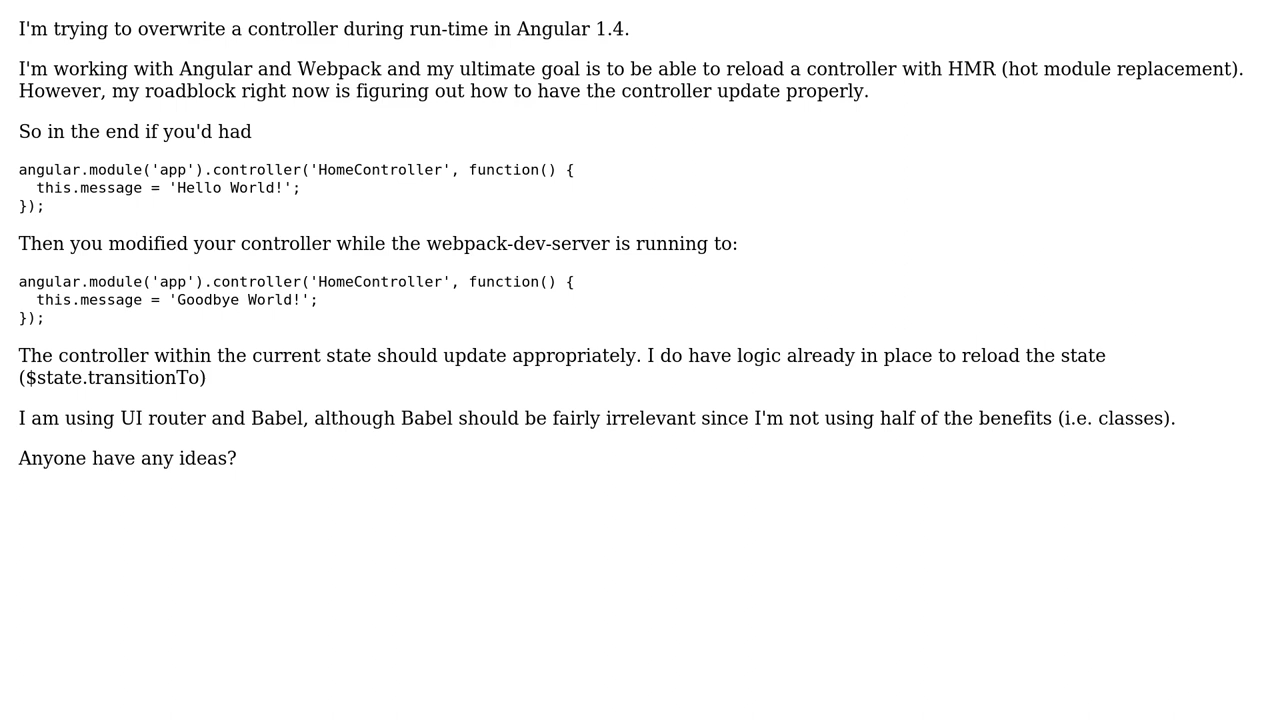 I'm trying to overwrite a controller during run-time in Angular 1.4.
I'm working with Angular and Webpack and my ultimate goal is to be able to reload a controller with HMR (hot module replacement).
However, my roadblock right now is figuring out how to have the controller update properly.
So in the end if you'd had
angular.module('app').controller('HomeController', function() {
  this.message = 'Hello World!';
});
Then you modified your controller while the webpack-dev-server is running to:
angular.module('app').controller('HomeController', function() {
  this.message = 'Goodbye World!';
});
The controller within the current state should update appropriately. I do have logic already in place to reload the state
($state.transitionTo)
I am using UI router and Babel, although Babel should be fairly irrelevant since I'm not using half of the benefits (i.e. classes).
Anyone have any ideas?